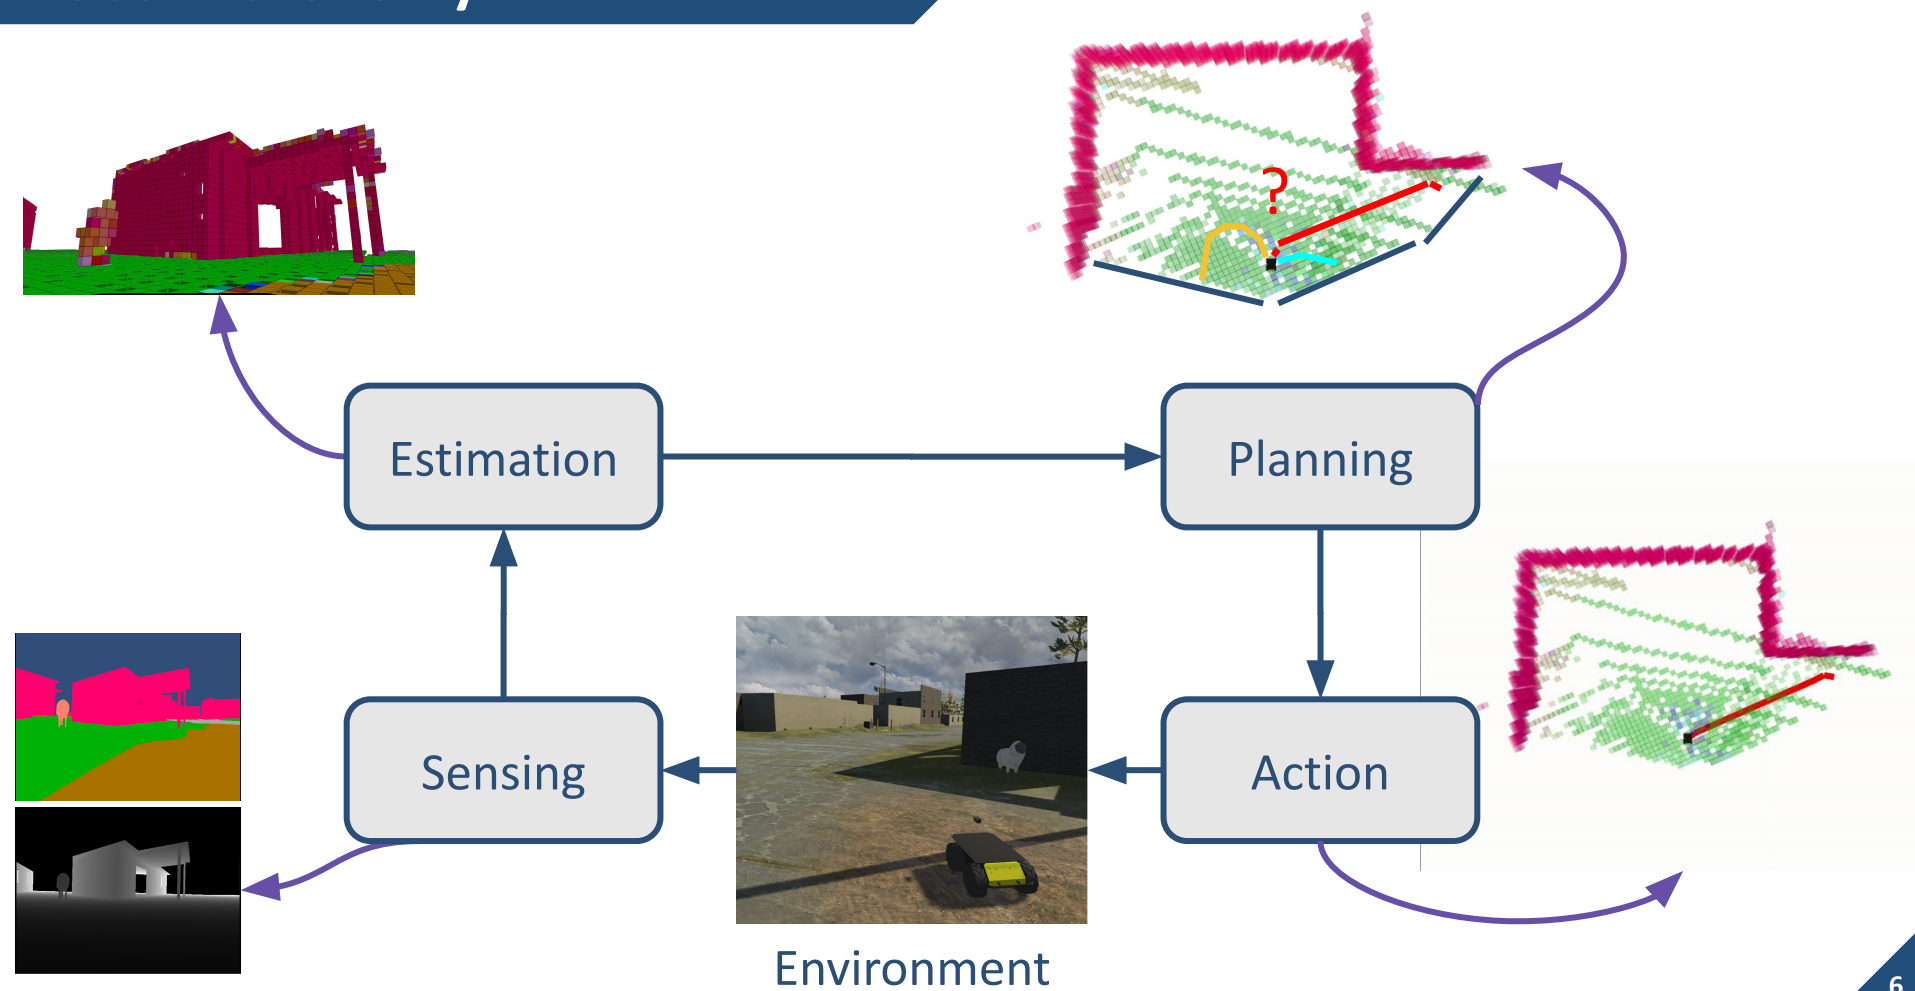 ?
Estimation
Planning
Sensing
Action
Environment
6